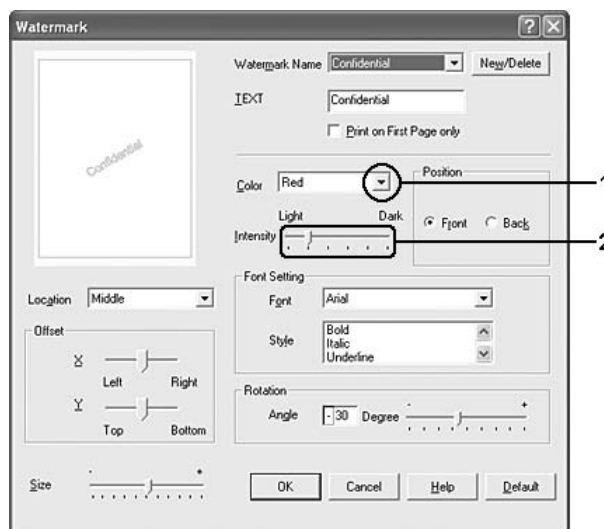 Watermark
Watermark Name Confidential New/Delete
TEXT Confidential
Print on First Page only
Confidential
Color Red
Position
1
Light Dark
Front Back
Intensity
2
Font Setting
Font Arial
Style Bold
Italic
Underline
Location Middle
Offset
X
Left Right
Y
Top Bottom
Rotation
- +
Angle -30 Degree
Size - +
OK Cancel Help Default